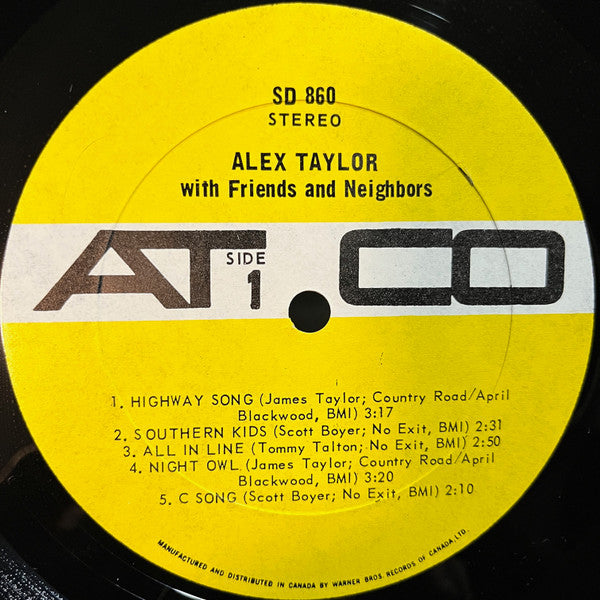 SD 860
STEREO
ALEX TAYLOR
with Friends and Neighbors
ATCO
SIDE
1
1. HIGHWAY SONG (James Taylor; Country Road/April
Blackwood, BMI) 3:17
2. SOUTHERN KIDS (Scott Boyer; No Exit, BMI) 2:31
3. ALL IN LINE (Tommy Talton; No Exit, BMI) 2:50
4. NIGHT OWL (James Taylor; Country Road/April
Blackwood, BMI) 3:20
5. C SONG (Scott Boyer; No Exit, BMI) 2:10
MANUFACTURED AND DISTRIBUTED IN CANADA BY WARNER BROS. RECORDS OF CANADA, LTD.